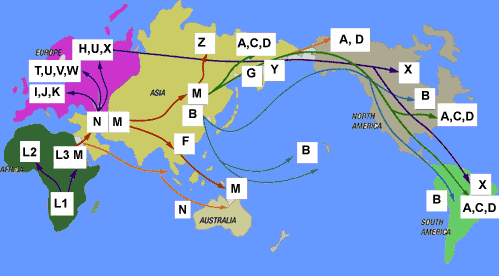 Z
A,C,D
A, D
H,U,X
EUROPE
G
Y
X
T,U,V,W
ASIA
M
B
I,J,K
B
A,C,D
N M
NORTH
AMERICA
F
L2
L3 M
B
AFRICA
M
X
L1
N
B
A,C,D
AUSTRALIA
SOUTH
AMERICA